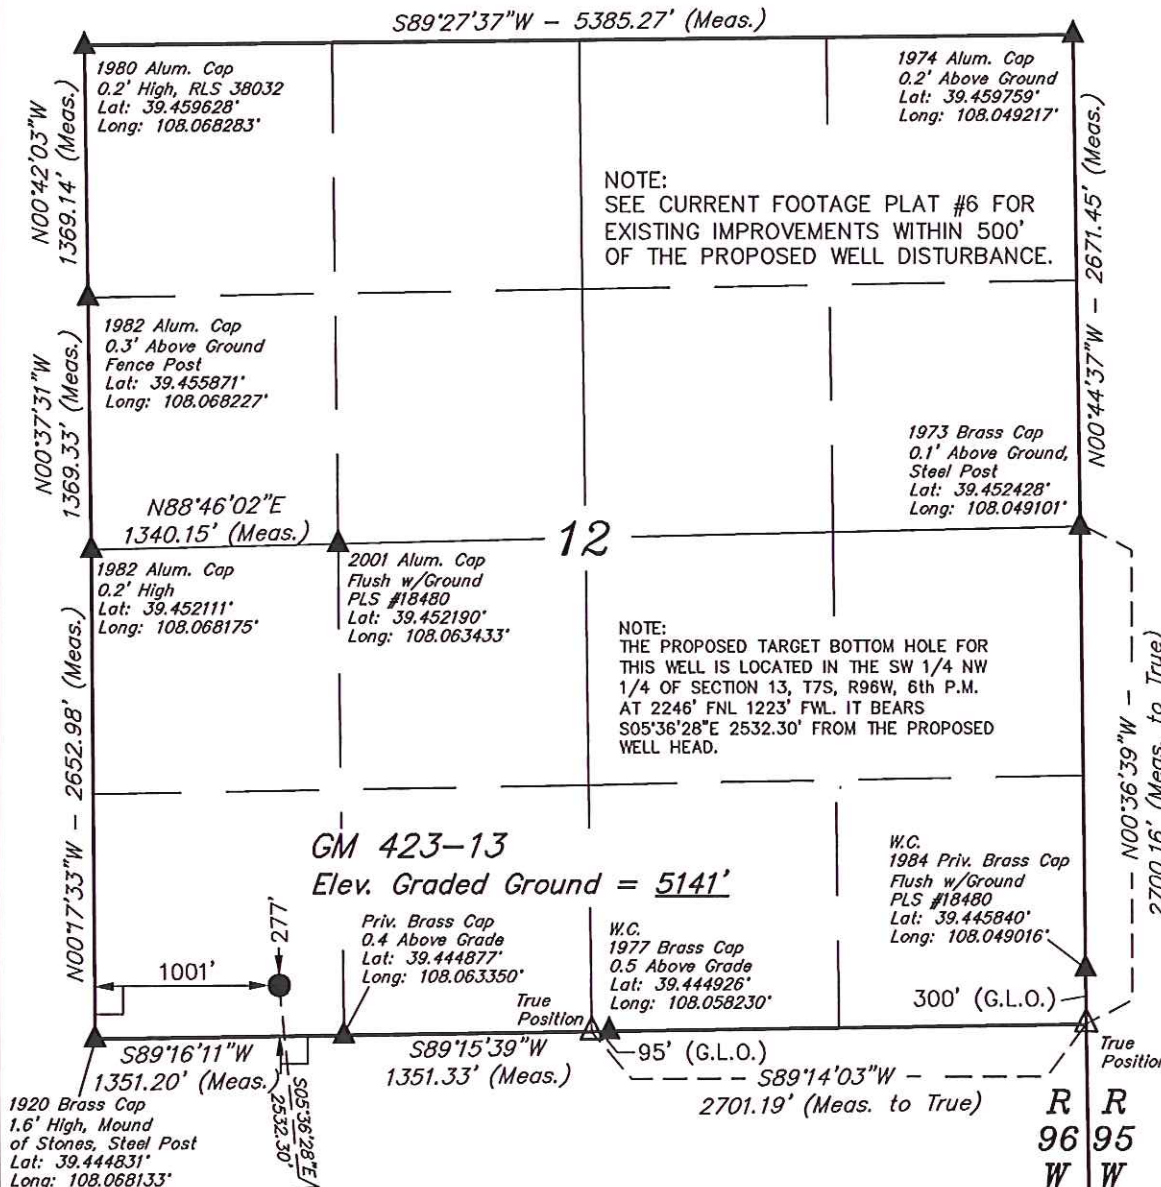 S89°27'37"W - 5385.27' (Meas.)
1980 Alum. Cap
0.2' High, RLS 38032
Lat: 39.459628°
Long: 108.068283°
1974 Alum. Cap
0.2' Above Ground
Lat: 39.459759°
Long: 108.049217°
N00°42'03"W
1369.14' (Meas.)
NOTE:
SEE CURRENT FOOTAGE PLAT #6 FOR
EXISTING IMPROVEMENTS WITHIN 500'
OF THE PROPOSED WELL DISTURBANCE.
N00°44'37"W - 2671.45' (Meas.)
1982 Alum. Cap
0.3' Above Ground
Fence Post
Lat: 39.455871°
Long: 108.068227°
N00°37'31"W
1369.33' (Meas.)
1973 Brass Cap
0.1' Above Ground,
Steel Post
Lat: 39.452428°
Long: 108.049101°
N88°46'02"E
1340.15' (Meas.)
12
1982 Alum. Cap
0.2' High
Lat: 39.452111°
Long: 108.068175°
2001 Alum. Cap
Flush w/Ground
PLS #18480
Lat: 39.452190°
Long: 108.063433°
NOTE:
THE PROPOSED TARGET BOTTOM HOLE FOR
THIS WELL IS LOCATED IN THE SW 1/4 NW
1/4 OF SECTION 13, T7S, R96W, 6th P.M.
AT 2246' FNL 1223' FWL. IT BEARS
S05°36'28"E 2532.30' FROM THE PROPOSED
WELL HEAD.
N00°17'33"W - 2652.98' (Meas.)
N00°36'39"W -
2700.16' (Meas. to True)
GM 423-13
Elev. Graded Ground = 5141'
W.C.
1984 Priv. Brass Cap
Flush w/Ground
PLS #18480
Lat: 39.445840°
Long: 108.049016°
277'
1001'
Priv. Brass Cap
0.4 Above Grade
Lat: 39.444877°
Long: 108.063350°
W.C.
1977 Brass Cap
0.5 Above Grade
Lat: 39.444926°
Long: 108.058230°
True
Position
300' (G.L.O.)
S89°16'11"W
1351.20' (Meas.)
S89°15'39"W
1351.33' (Meas.)
95' (G.L.O.)
True
Position
S89°14'03"W
2701.19' (Meas. to True)
S05°36'28"E
2532.30'
1920 Brass Cap
1.6' High, Mound
of Stones, Steel Post
Lat: 39.444831°
Long: 108.068133°
R R
96 95
W W